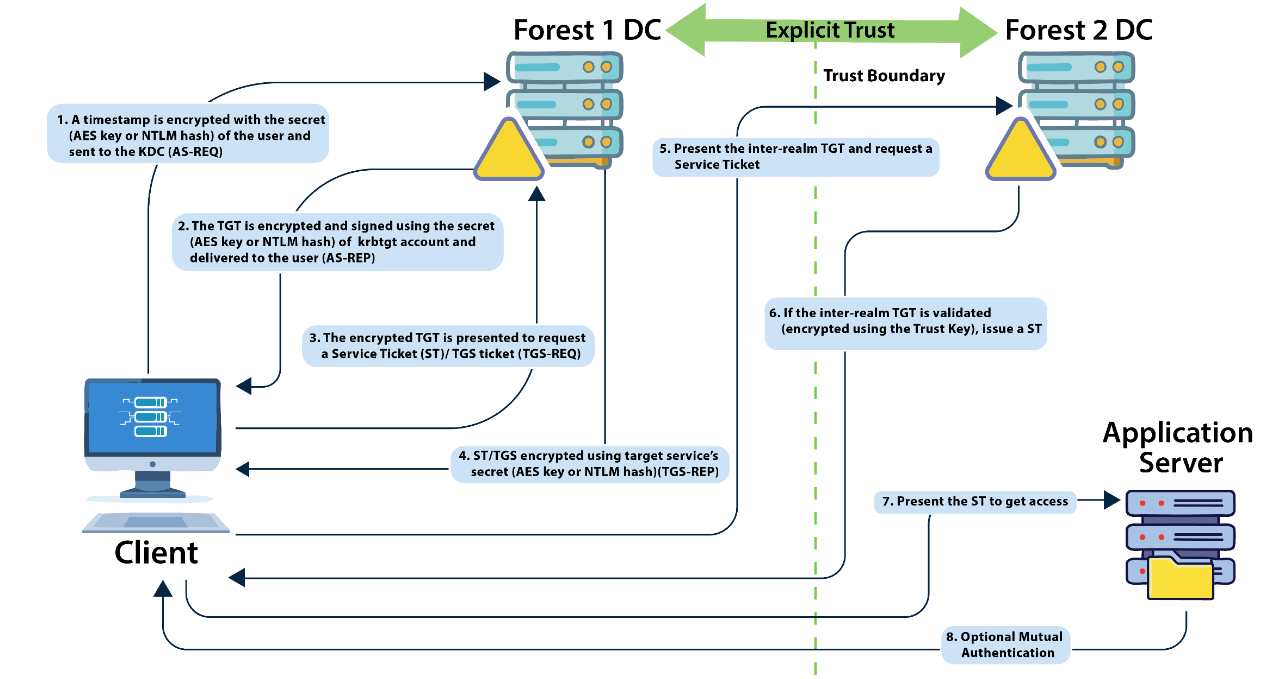 Forest 1 DC
Explicit Trust
Forest 2 DC
Trust Boundary
1. A timestamp is encrypted with the secret
(AES key or NTLM hash) of the user and
sent to the KDC (AS-REQ)
5. Present the inter-realm TGT and request a
Service Ticket
2. The TGT is encrypted and signed using the secret
(AES key or NTLM hash) of krbtgt account and
delivered to the user (AS-REP)
6. If the inter-realm TGT is validated
(encrypted using the Trust Key), issue a ST
3. The encrypted TGT is presented to request
a Service Ticket (ST)/ TGS ticket (TGS-REQ)
4. ST/TGS encrypted using target service's
secret (AES key or NTLM hash)(TGS-REP)
Application
Server
7. Present the ST to get access
Client
8. Optional Mutual
Authentication